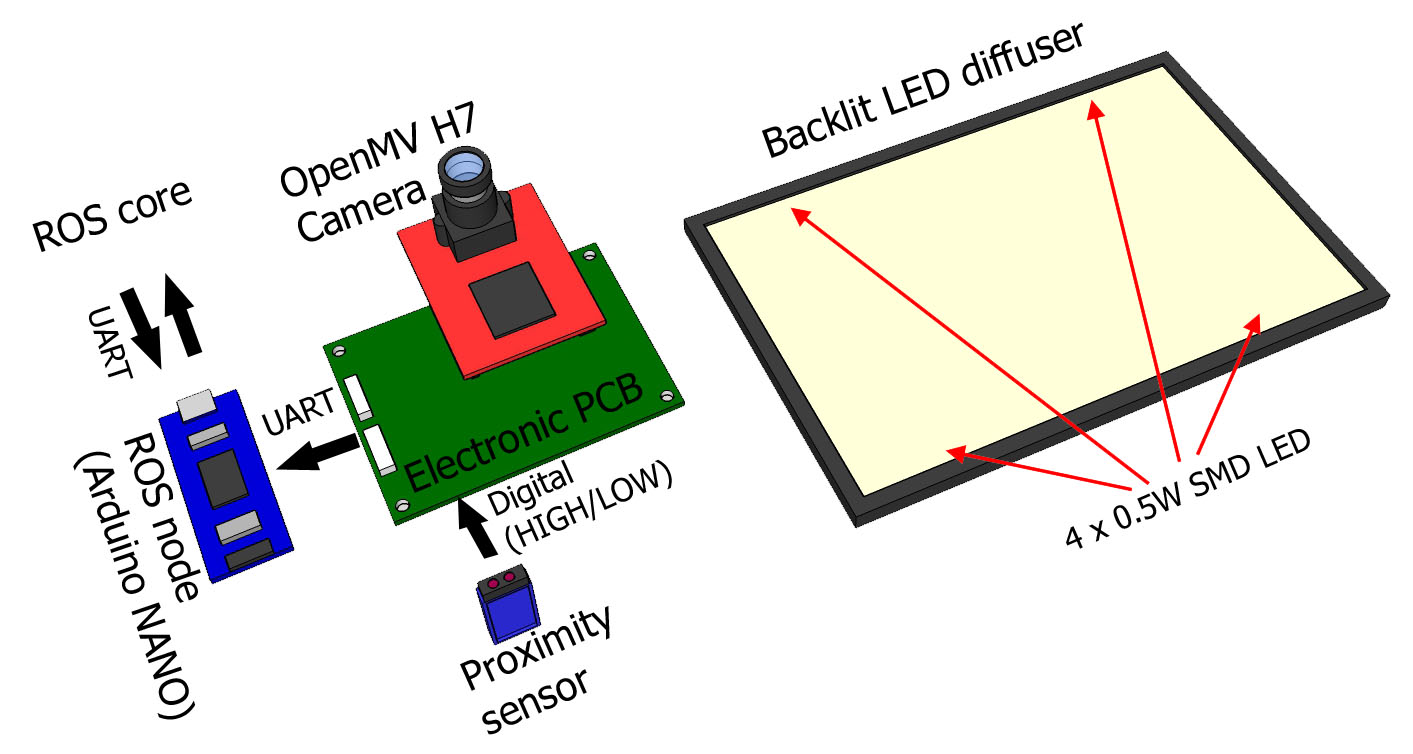 Backlit LED diffuser
OpenMV H7
Camera
ROS core
UART
UART
Electronic PCB
Digital
(HIGH/LOW)
ROS node
(Arduino NANO)
4 x 0.5W SMD LED
Proximity
sensor